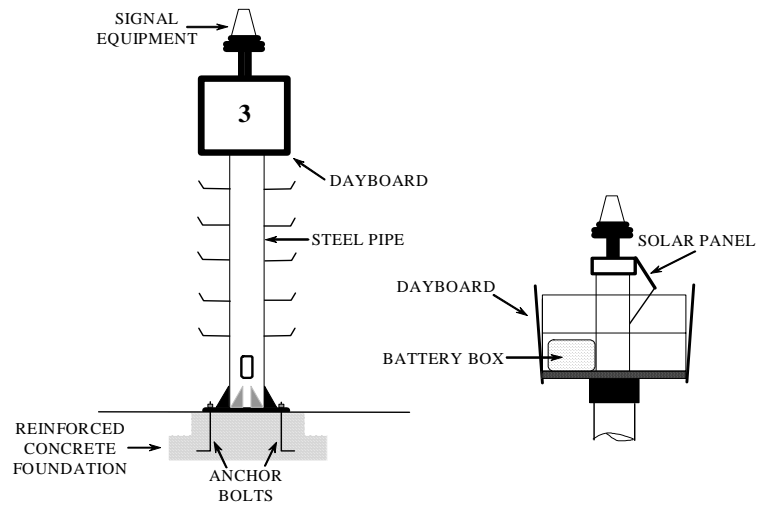 SIGNAL
EQUIPMENT
3
DAYBOARD
STEEL PIPE
REINFORCED
CONCRETE
FOUNDATION
ANCHOR
BOLTS
SOLAR PANEL
DAYBOARD
BATTERY BOX